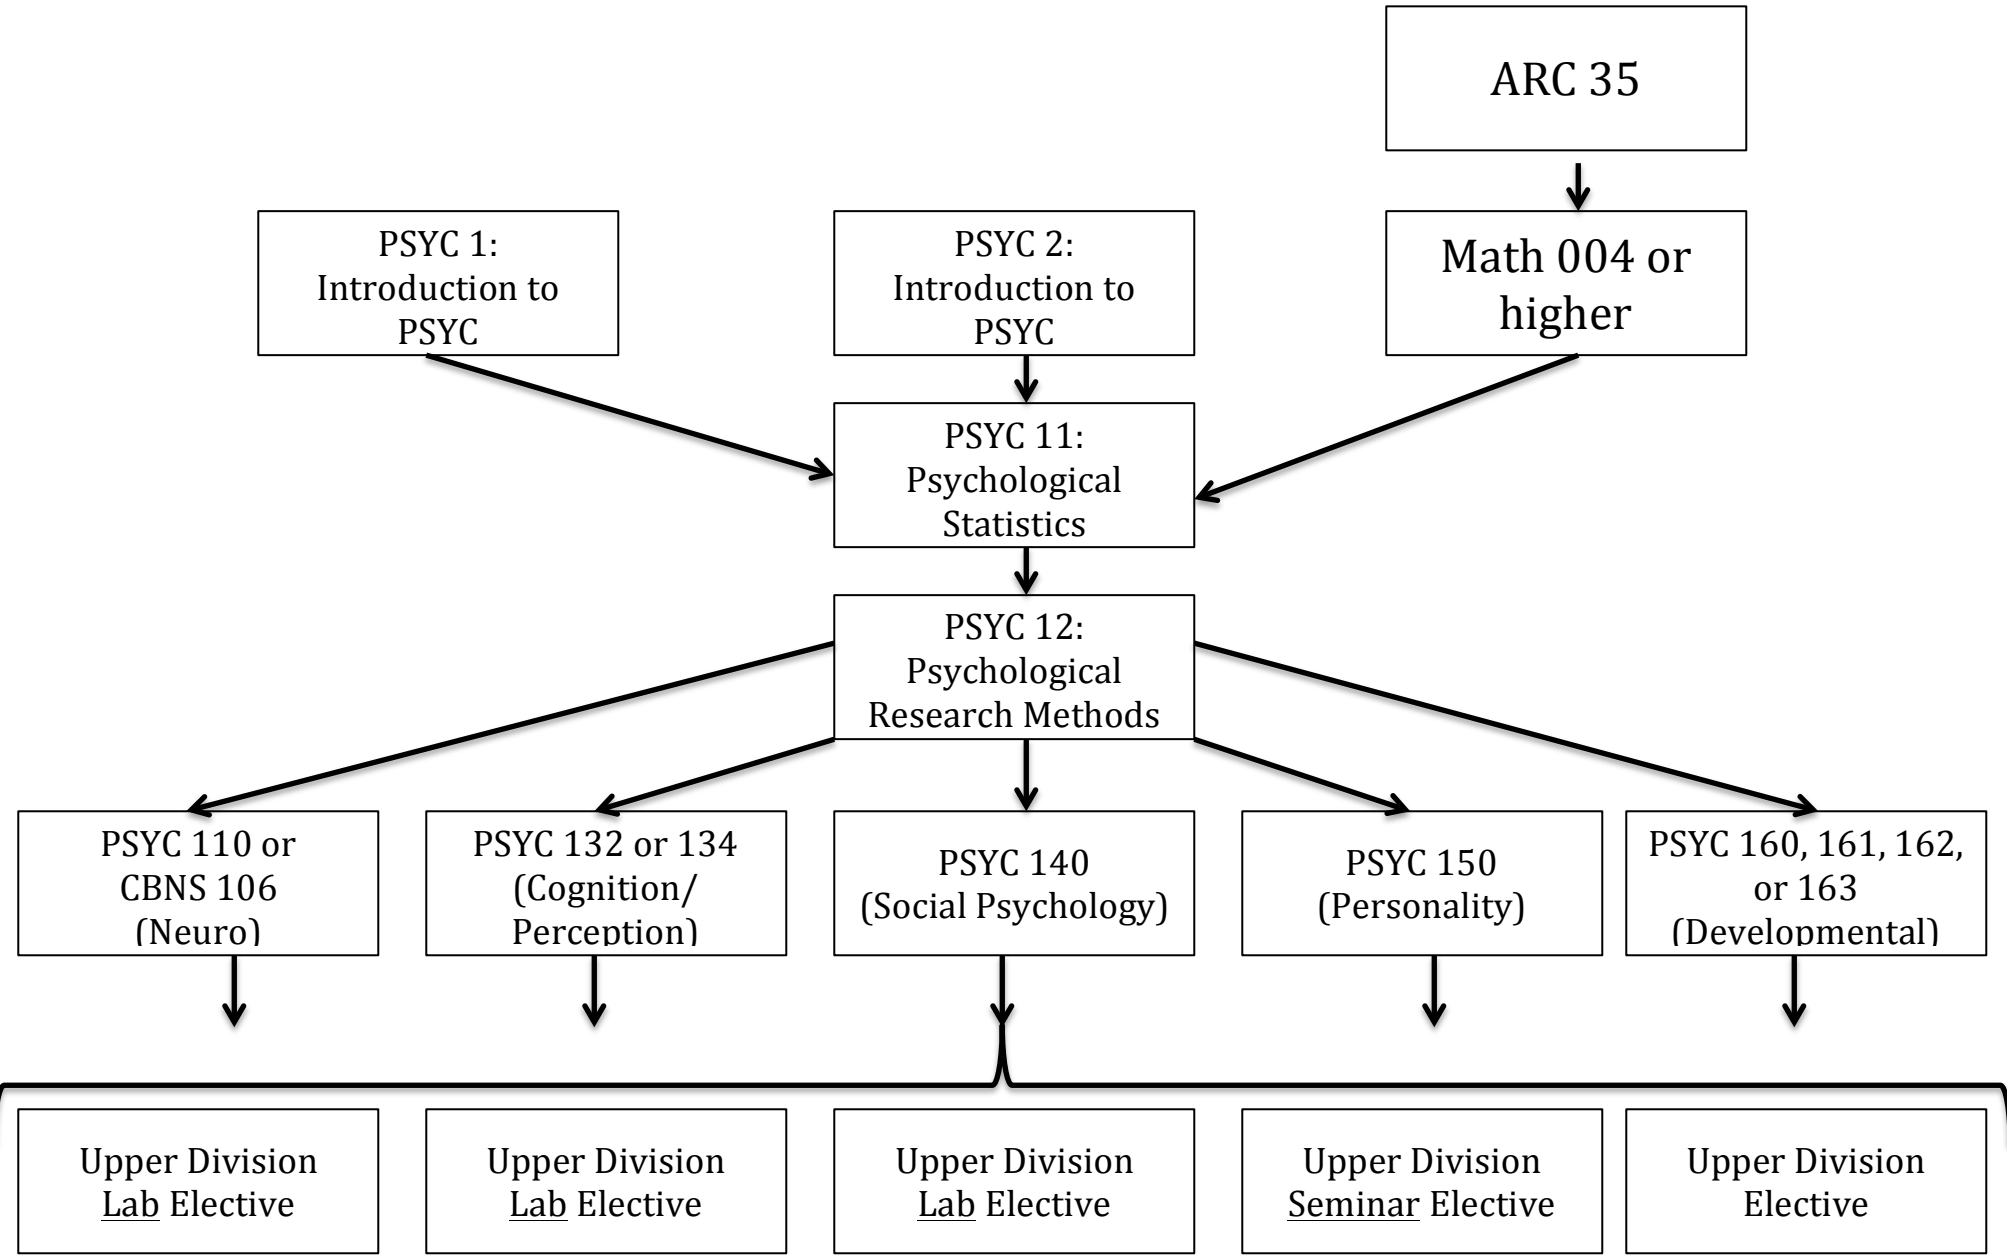 ARC 35
PSYC 1:
Introduction to
PSYC
PSYC 2:
Introduction to
PSYC
Math 004 or
higher
PSYC 11:
Psychological
Statistics
PSYC 12:
Psychological
Research Methods
PSYC 110 or
CBNS 106
(Neuro)
PSYC 132 or 134
(Cognition/
Perception)
PSYC 140
(Social Psychology)
PSYC 150
(Personality)
PSYC 160, 161, 162,
or 163
(Developmental)
Upper Division
Lab Elective
Upper Division
Lab Elective
Upper Division
Lab Elective
Upper Division
Seminar Elective
Upper Division
Elective